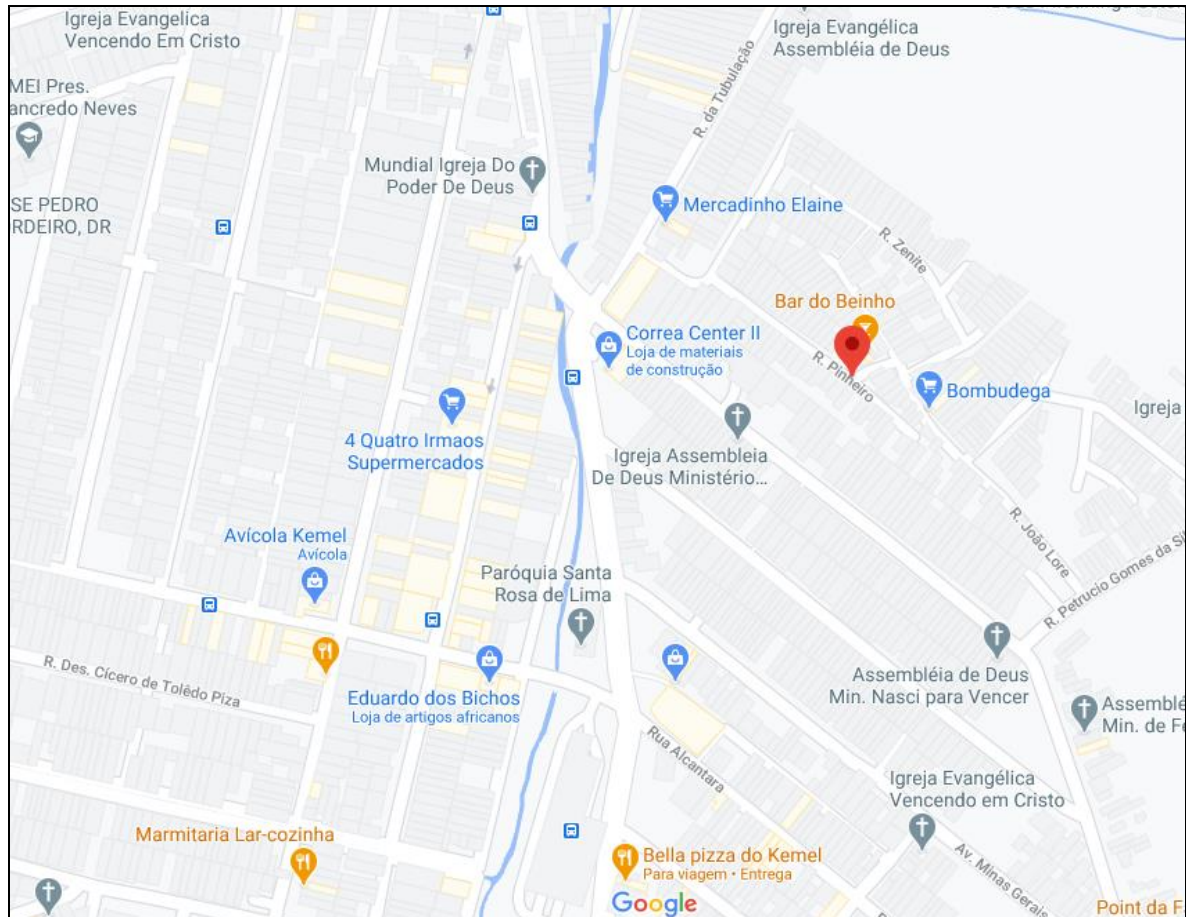 Igreja Evangelica
Vencendo Em Cristo
Igreja Evangélica
Assembléia de Deus
MEI Pres.
ancredo Neves
R. da Tubulação
Mundial Igreja Do
Poder De Deus
SE PEDRO
RDEIRO, DR
Mercadinho Elaine
R. Zenite
Bar do Beinho
Correa Center II
Loja de materiais
de construção
R. Pinheiro
Bombudega
Igreja
4 Quatro Irmaos
Supermercados
Igreja Assembleia
De Deus Ministério...
Avícola Kemel
Avícola
R. João Lore
Paróquia Santa
Rosa de Lima
R. Petrucio Gomes da Sil
R. Des. Cícero de Tolêdo Piza
Eduardo dos Bichos
Loja de artigos africanos
Assembléia de Deus
Min. Nasci para Vencer
Assemblé
Min. de Fe
Rua Alcantara
Igreja Evangélica
Vencendo em Cristo
Marmitaria Lar-cozinha
Bella pizza do Kemel
Para viagem • Entrega
Av. Minas Gerais
Google
Point da F